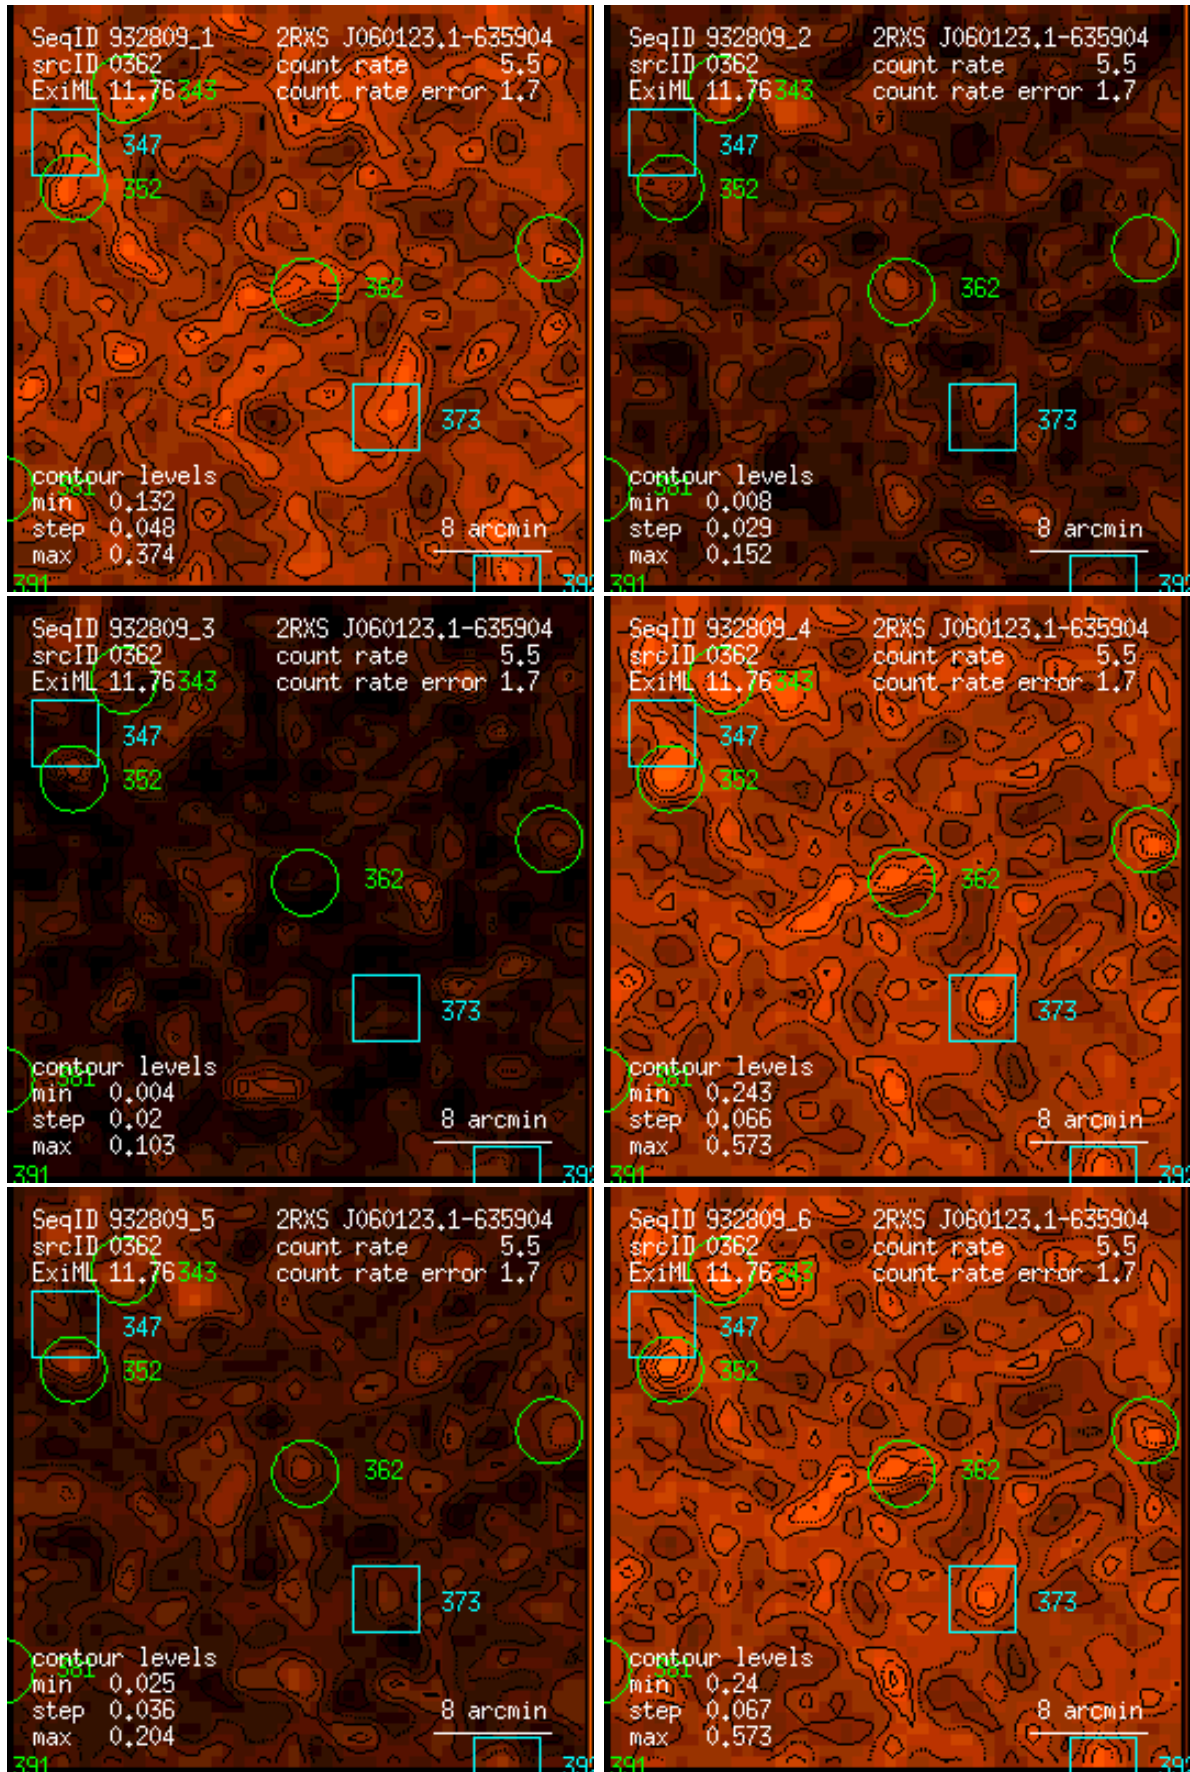 SeqID 932809_1 2RXS J060123.1-635904
srcID 0362 count rate 5.5
ExiML 11.76 343 count rate error 1.7
347
352
362
373
381
contour levels
min 0.132
step 0.048 8 arcmin
max 0.374
391 392
SeqID 932809_2 2RXS J060123.1-635904
srcID 0362 count rate 5.5
ExiML 11.76 343 count rate error 1.7
347
352
362
373
381
contour levels
min 0.008
step 0.029 8 arcmin
max 0.152
391 392
SeqID 932809_3 2RXS J060123.1-635904
srcID 0362 count rate 5.5
ExiML 11.76 343 count rate error 1.7
347
352
362
373
381
contour levels
min 0.004
step 0.02 8 arcmin
max 0.103
391 392
SeqID 932809_4 2RXS J060123.1-635904
srcID 0362 count rate 5.5
ExiML 11.76 343 count rate error 1.7
347
352
362
373
381
contour levels
min 0.243
step 0.066 8 arcmin
max 0.573
391 392
SeqID 932809_5 2RXS J060123.1-635904
srcID 0362 count rate 5.5
ExiML 11.76 343 count rate error 1.7
347
352
362
373
381
contour levels
min 0.025
step 0.036 8 arcmin
max 0.204
391 392
SeqID 932809_6 2RXS J060123.1-635904
srcID 0362 count rate 5.5
ExiML 11.76 343 count rate error 1.7
347
352
362
373
381
contour levels
min 0.24
step 0.067 8 arcmin
max 0.573
391 392